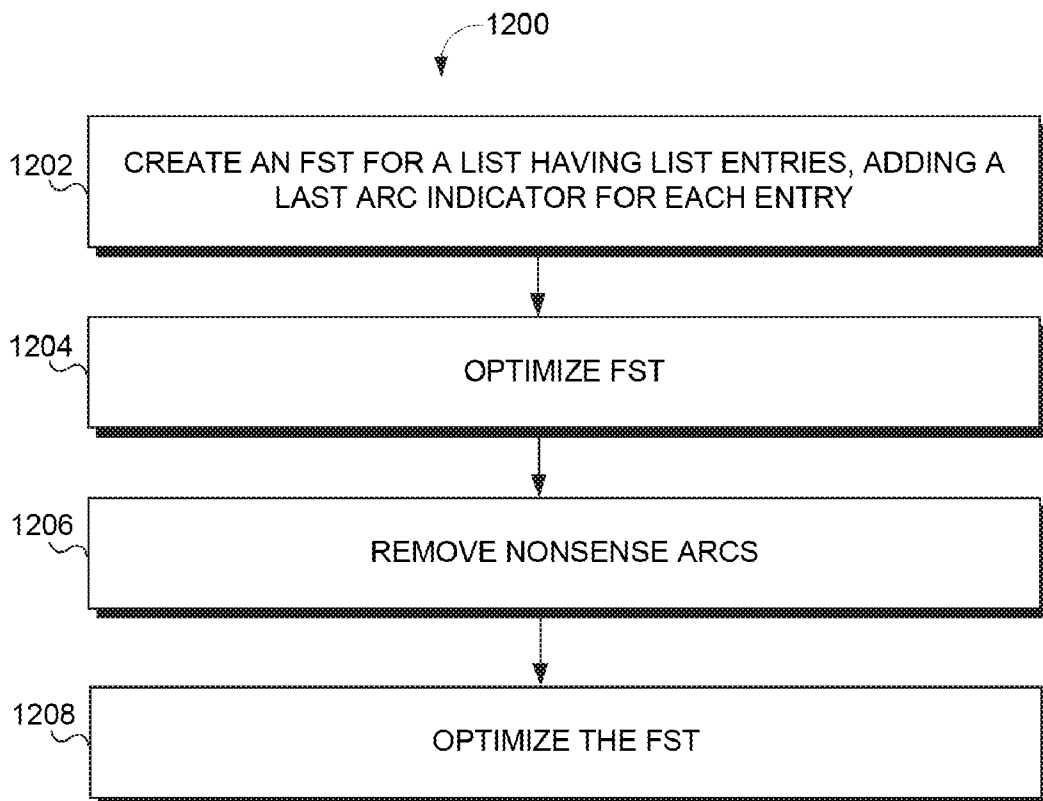 1200
1202
CREATE AN FST FOR A LIST HAVING LIST ENTRIES, ADDING A
LAST ARC INDICATOR FOR EACH ENTRY
1204
OPTIMIZE FST
1206
REMOVE NONSENSE ARCS
1208
OPTIMIZE THE FST